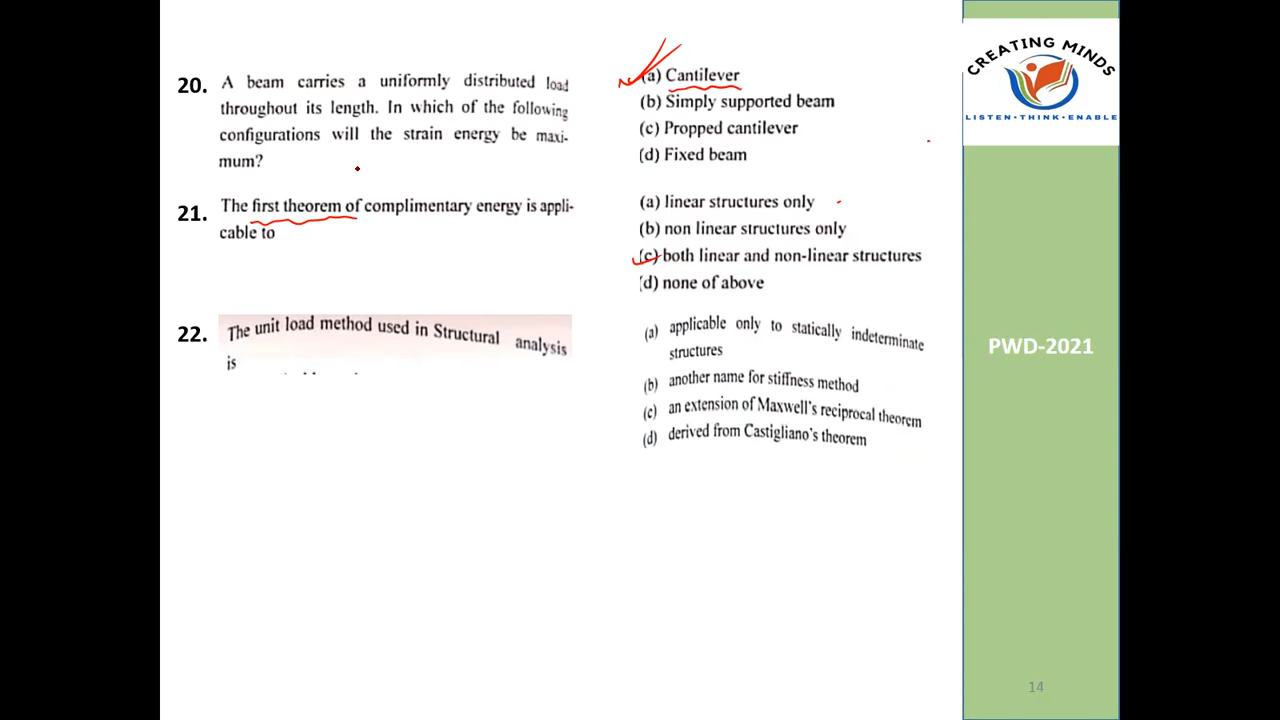 20. A beam carries a uniformly distributed load
throughout its length. In which of the following
configurations will the strain energy be maxi-
mum?
(a) Cantilever
(b) Simply supported beam
(c) Propped cantilever
(d) Fixed beam
21. The first theorem of complimentary energy is appli-
cable to
(a) linear structures only
(b) non linear structures only
(c) both linear and non-linear structures
(d) none of above
22. The unit load method used in Structural analysis
is
(a) applicable only to statically indeterminate
structures
(b) another name for stiffness method
(c) an extension of Maxwell's reciprocal theorem
(d) derived from Castigliano's theorem
CREATING MINDS
LISTEN•THINK•ENABLE
PWD-2021
14